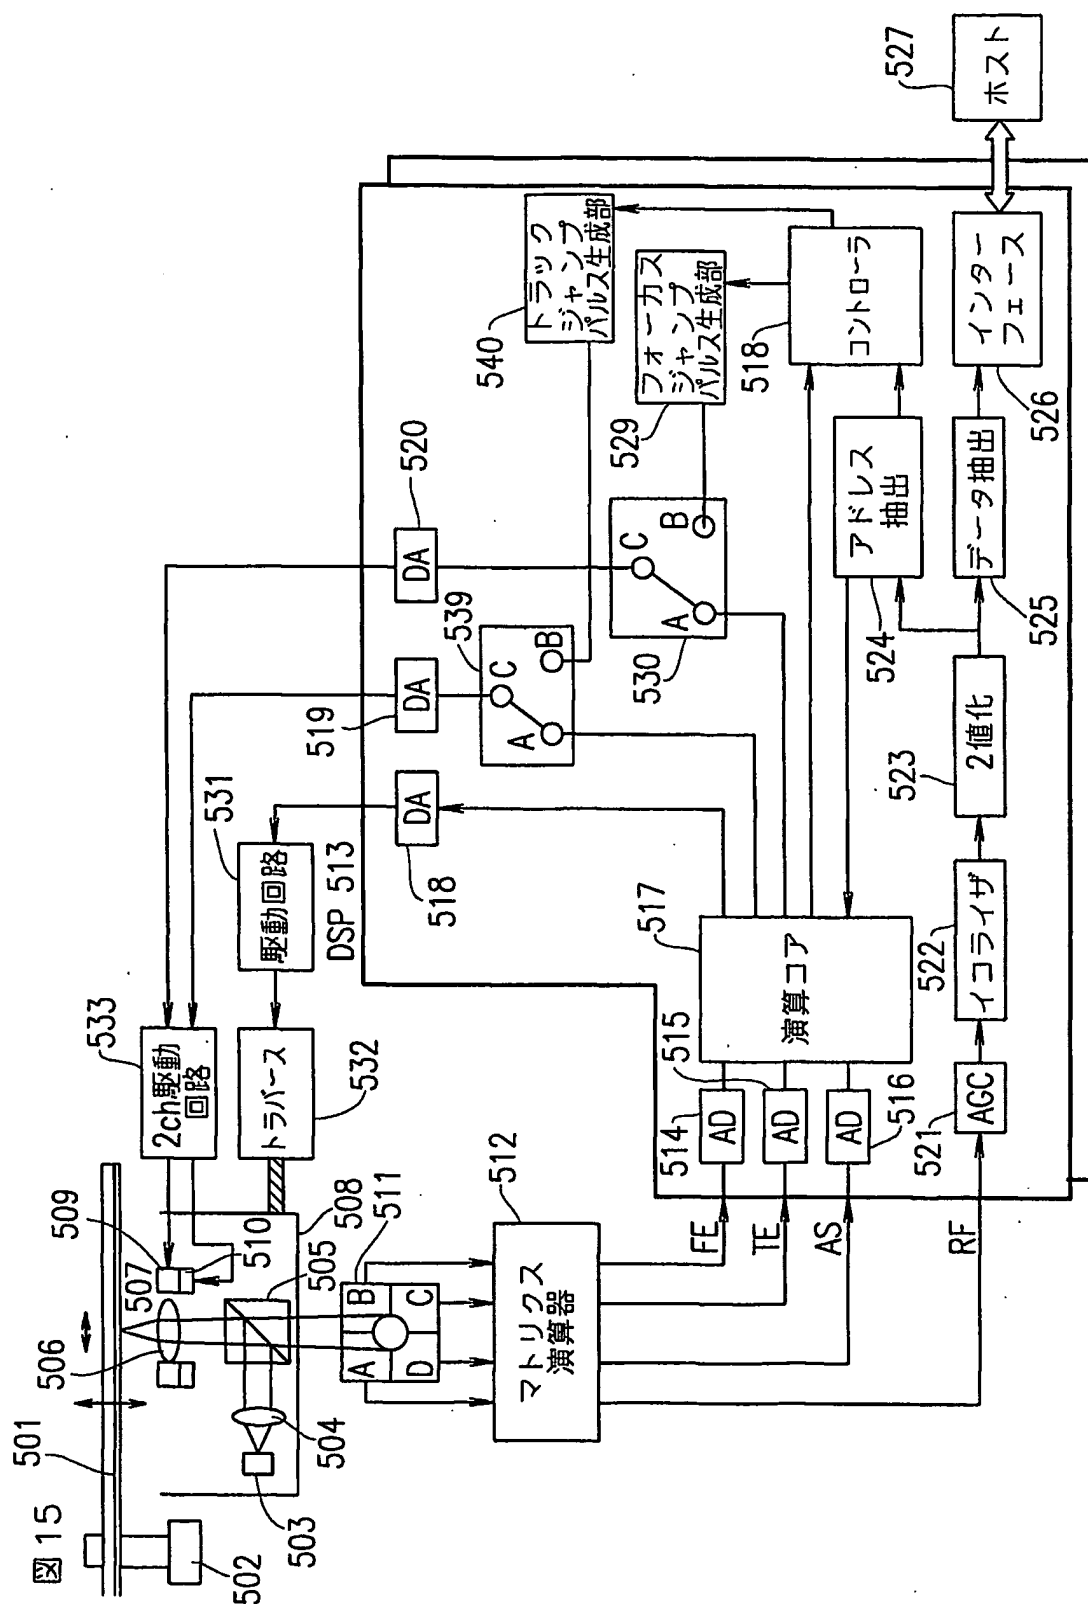 図15
501
502
503
504
505
506
507
508
509
510
511
A
B
C
D
533
2ch駆動
回路
トラバース
532
531
駆動回路
DSP 513
512
マトリクス
演算器
FE
TE
AS
RF
514
AD
515
AD
516
AD
517
演算コア
518
DA
519
DA
520
DA
539
A
B
C
530
A
B
C
540
トラック
ジャンプ
パルス生成部
529
フォーカス
ジャンプ
パルス生成部
518
コントローラ
524
アドレス
抽出
521
AGC
522
イコライザ
523
2値化
525
データ抽出
526
インター
フェース
527
ホスト